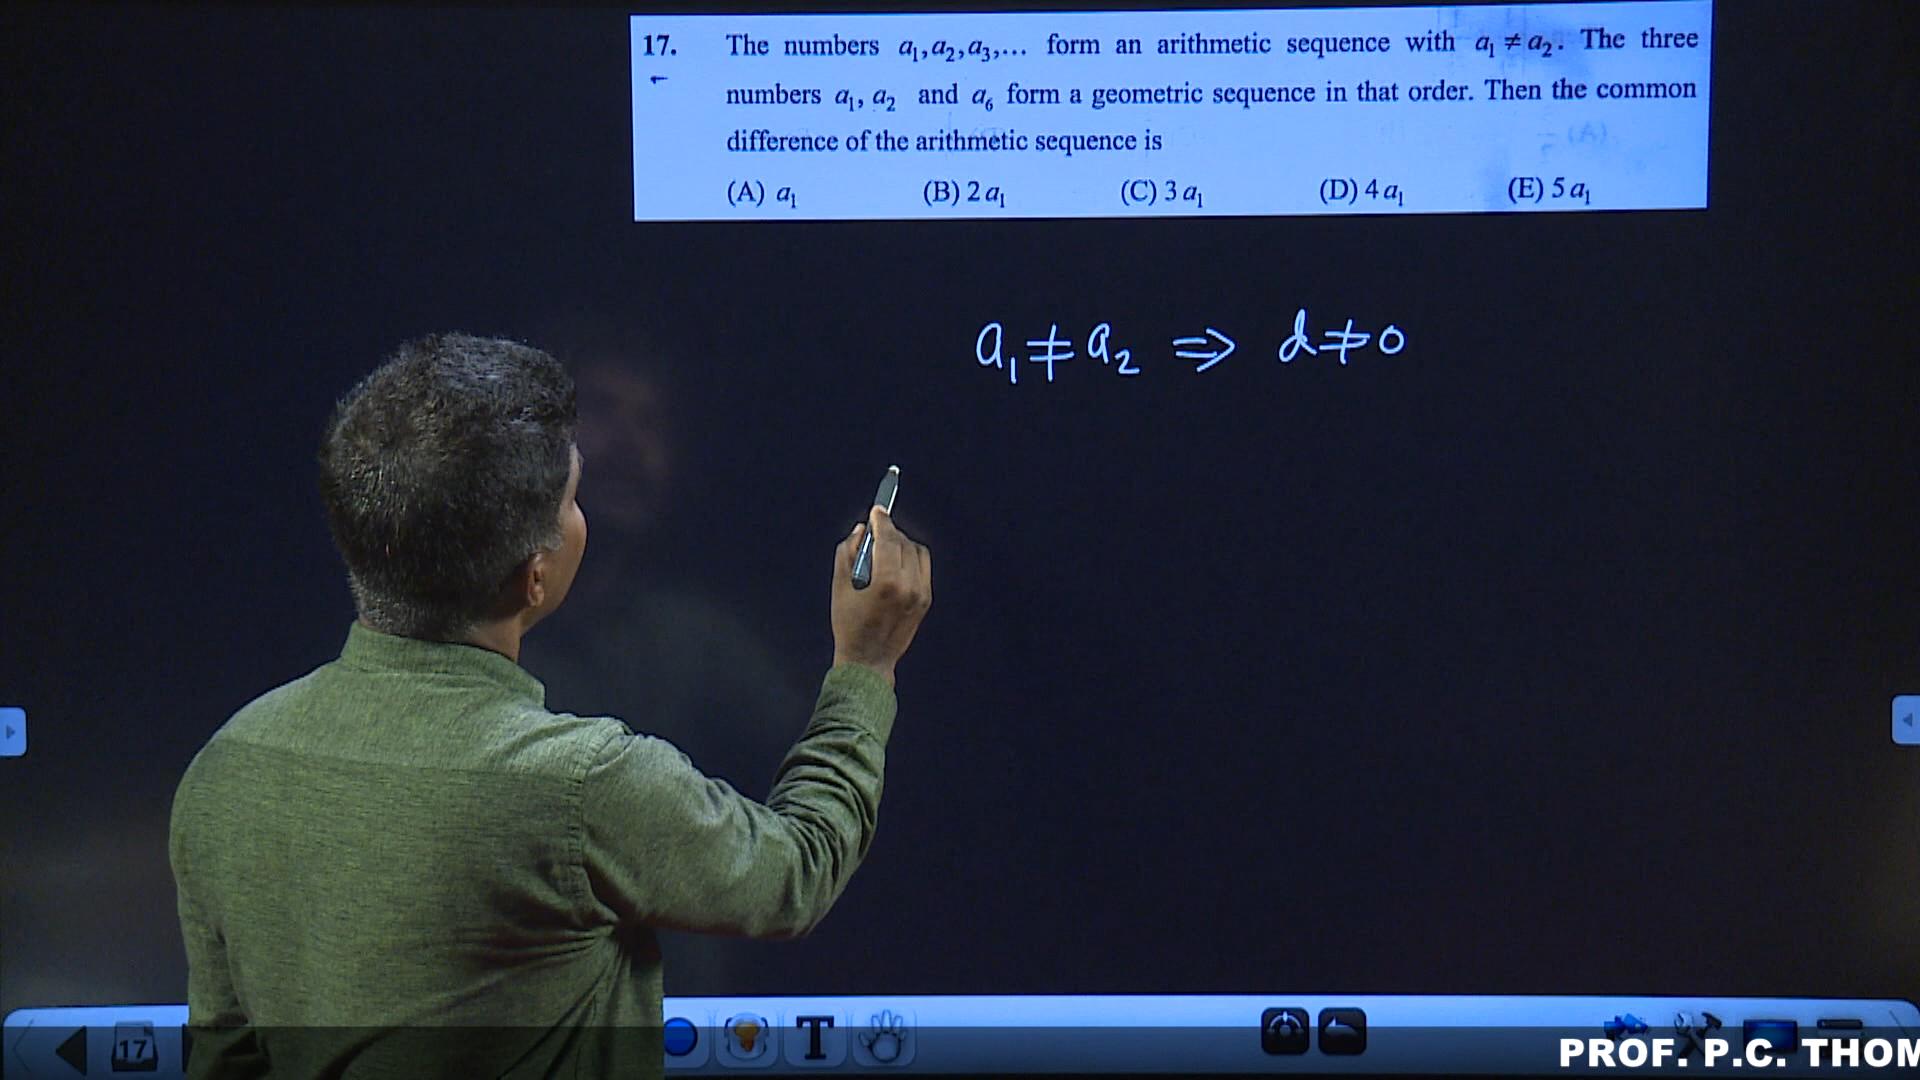 17. The numbers a₁, a₂, a₃,... form an arithmetic sequence with a₁ ≠ a₂. The three
numbers a₁, a₂ and a₆ form a geometric sequence in that order. Then the common
difference of the arithmetic sequence is
(A) a₁ (B) 2a₁ (C) 3a₁ (D) 4a₁ (E) 5a₁
a₁ ≠ a₂ ⇒ d ≠ 0
17
T
PROF. P.C. THOM